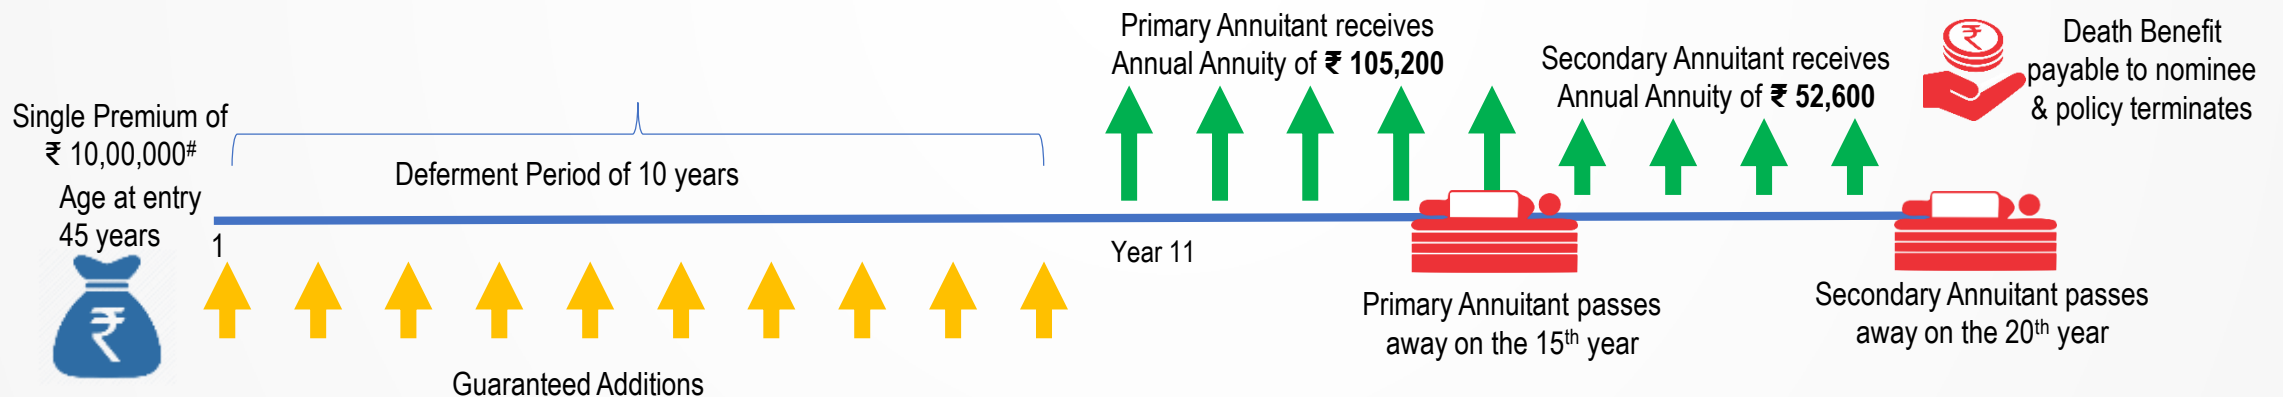 Single Premium of
₹ 10,00,000#
Age at entry
45 years
1
Deferment Period of 10 years
Guaranteed Additions
Primary Annuitant receives
Annual Annuity of ₹ 105,200
Year 11
Primary Annuitant passes
away on the 15th year
Secondary Annuitant receives
Annual Annuity of ₹ 52,600
Secondary Annuitant passes
away on the 20th year
Death Benefit
payable to nominee
& policy terminates
₹
₹